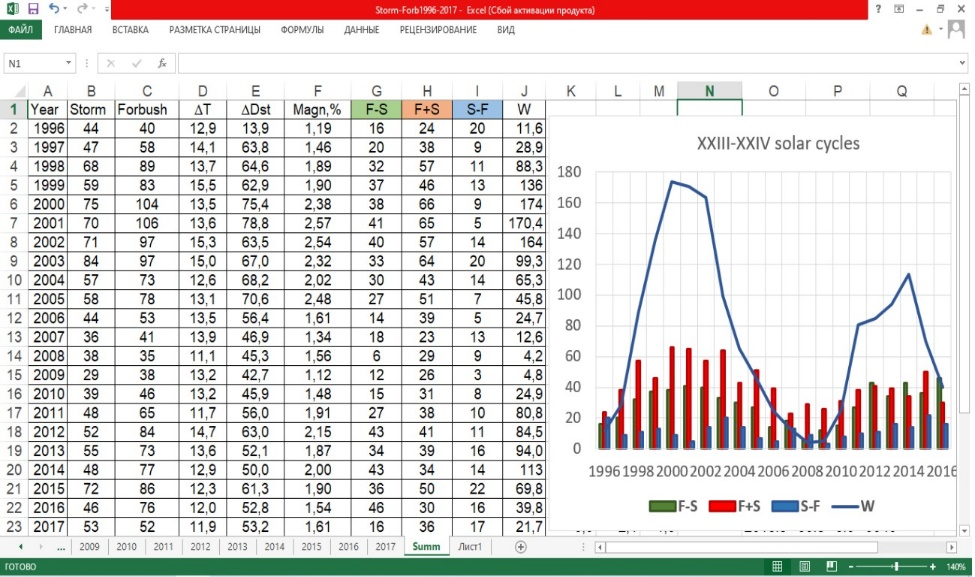 Storm-Forb1996-2017 - Excel (Сбой активации продукта)
ФАЙЛ ГЛАВНАЯ ВСТАВКА РАЗМЕТКА СТРАНИЦЫ ФОРМУЛЫ ДАННЫЕ РЕЦЕНЗИРОВАНИЕ ВИД
N1 fx
A B C D E F G H I J K L M N O P Q
1 Year Storm Forbush ΔT ΔDst Magn,% F-S F+S S-F W
2 1996 44 40 12,9 13,9 1,19 16 24 20 11,6
3 1997 47 58 14,1 63,8 1,46 20 38 9 28,9
4 1998 68 89 13,7 64,6 1,89 32 57 11 88,3
5 1999 59 83 15,5 62,9 1,90 37 46 13 136
6 2000 75 104 13,6 75,4 2,38 38 66 9 174
7 2001 70 106 13,6 78,8 2,57 41 65 5 170,4
8 2002 71 97 15,3 63,5 2,54 40 57 14 164
9 2003 84 97 15,0 67,0 2,32 33 64 20 99,3
10 2004 57 73 12,6 68,2 2,02 30 43 14 65,3
11 2005 58 78 13,1 70,6 2,48 27 51 7 45,8
12 2006 44 53 13,5 56,4 1,61 14 39 5 24,7
13 2007 36 41 13,9 46,9 1,34 18 23 13 12,6
14 2008 38 35 11,1 45,3 1,56 6 29 9 4,2
15 2009 29 38 13,2 42,7 1,12 12 26 3 4,8
16 2010 39 46 13,2 45,9 1,48 15 31 8 24,9
17 2011 48 65 11,7 56,0 1,91 27 38 10 80,8
18 2012 52 84 14,7 63,0 2,15 43 41 11 84,5
19 2013 55 73 13,6 52,1 1,87 34 39 16 94,0
20 2014 48 77 12,9 50,0 2,00 43 34 14 113
21 2015 72 86 12,3 61,3 1,90 36 50 22 69,8
22 2016 46 76 12,0 52,8 1,54 46 30 16 39,8
23 2017 53 52 11,9 53,2 1,61 16 36 17 21,7
XXIII-XXIV solar cycles
180
160
140
120
100
80
60
40
20
0
1996 1998 2000 2002 2004 2006 2008 2010 2012 2014 2016
F-S F+S S-F W
... 2009 2010 2011 2012 2013 2014 2015 2016 2017 Summ Лист1
ГОТОВО 140%